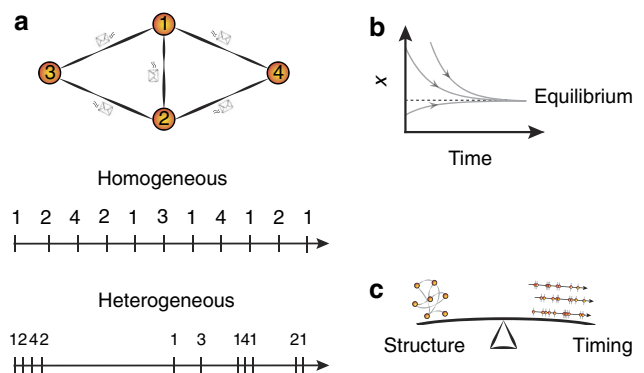 a
1
3
4
2
Homogeneous
1 2 4 2 1 3 1 4 1 2 1
Heterogeneous
1242 1 3 141 21
b
x
Equilibrium
Time
c
Structure
Timing